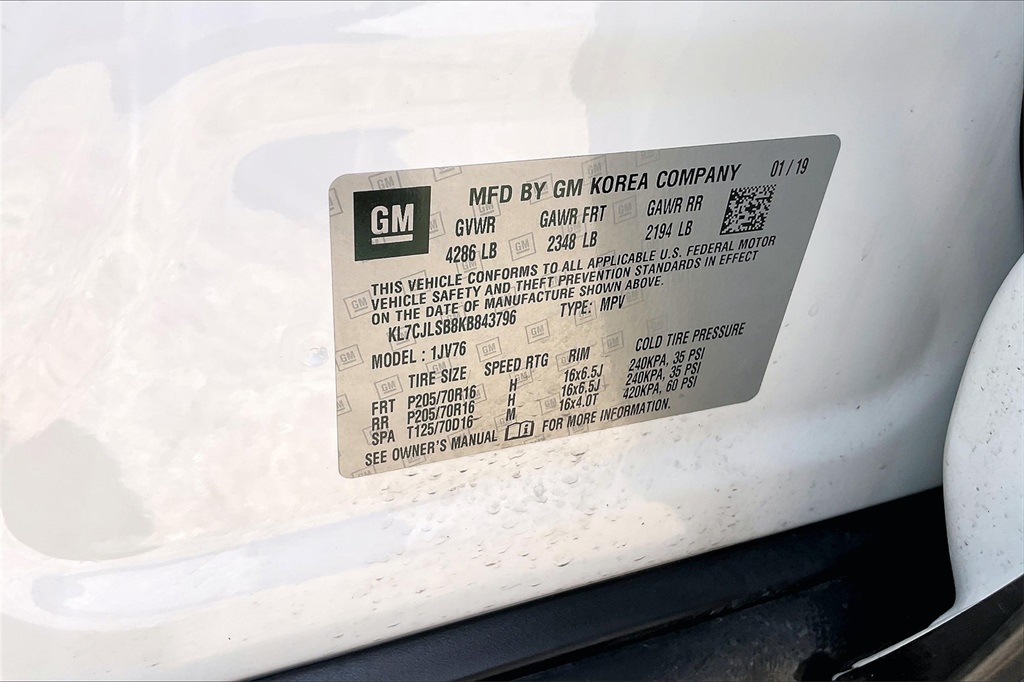 GM
MFD BY GM KOREA COMPANY 01 / 19
GVWR GAWR FRT GAWR RR
4286 LB 2348 LB 2194 LB
THIS VEHICLE CONFORMS TO ALL APPLICABLE U.S. FEDERAL MOTOR
VEHICLE SAFETY AND THEFT PREVENTION STANDARDS IN EFFECT
ON THE DATE OF MANUFACTURE SHOWN ABOVE.
KL7CJLSB8KB843796 TYPE: MPV
MODEL : 1JV76
TIRE SIZE SPEED RTG RIM COLD TIRE PRESSURE
FRT P205/70R16 H 16x6.5J 240KPA, 35 PSI
RR P205/70R16 H 16x6.5J 240KPA, 35 PSI
SPA T125/70D16 M 16x4.0T 420KPA, 60 PSI
SEE OWNER'S MANUAL FOR MORE INFORMATION.